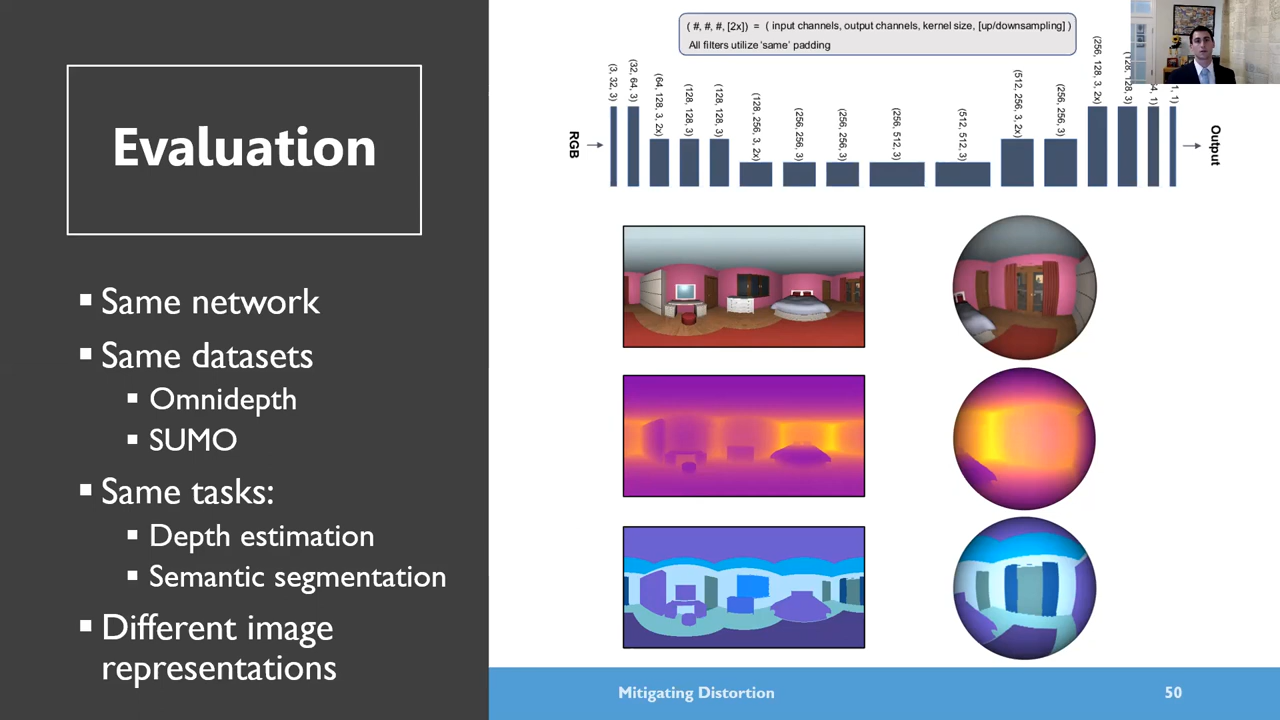 Evaluation
Same network
Same datasets
Omnidepth
SUMO
Same tasks:
Depth estimation
Semantic segmentation
Different image
representations
( #, #, #, [2x]) = ( input channels, output channels, kernel size, [up/downsampling] )
All filters utilize 'same' padding
RGB
(3, 32, 3)
(32, 64, 3)
(64, 128, 3, 2x)
(128, 128, 3)
(128, 128, 3)
(128, 256, 3, 2x)
(256, 256, 3)
(256, 256, 3)
(256, 512, 3)
(512, 512, 3)
(512, 256, 3, 2x)
(256, 256, 3)
(256, 128, 3, 2x)
128, 3)
Output
Mitigating Distortion
50